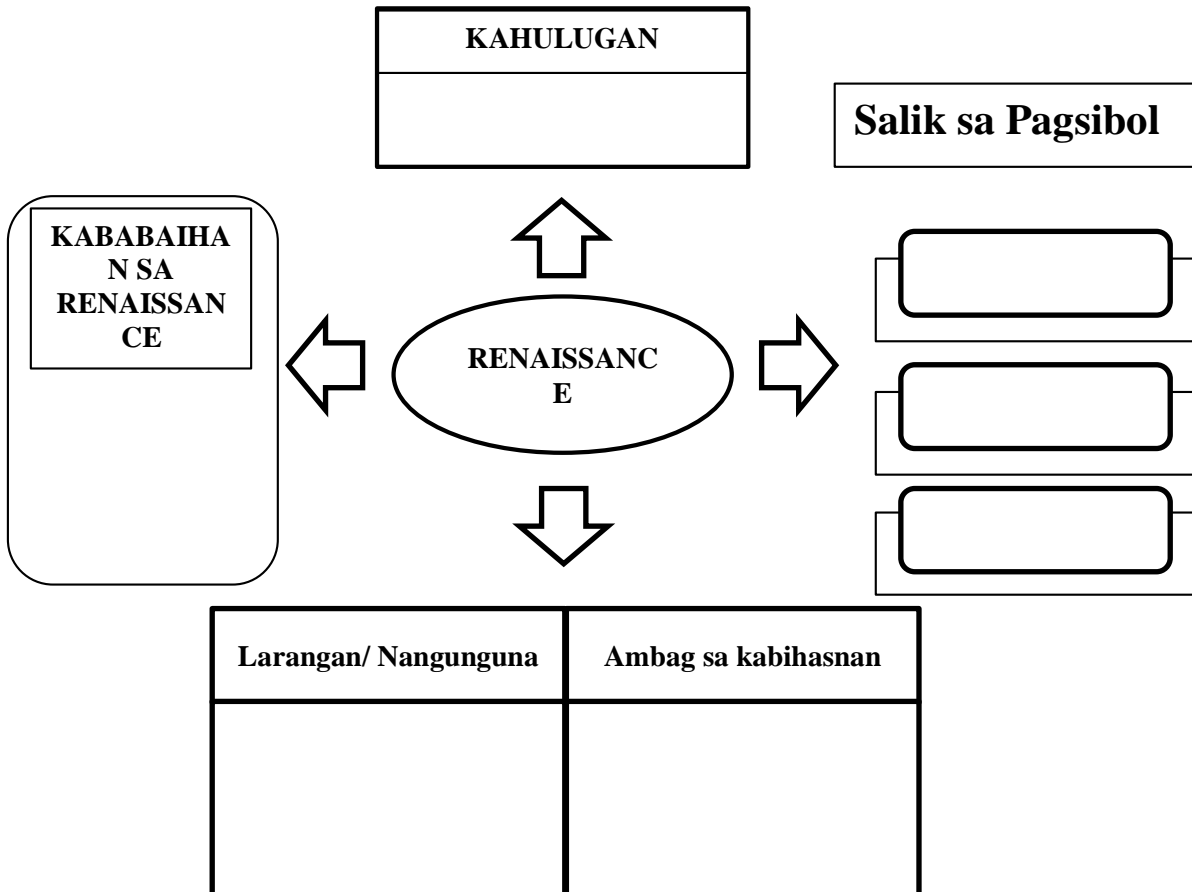 KAHULUGAN
Salik sa Pagsibol
KABABAIHA
N SA
RENAISSAN
CE
RENAISSANC
E
Larangan/ Nangunguna
Ambag sa kabihasnan